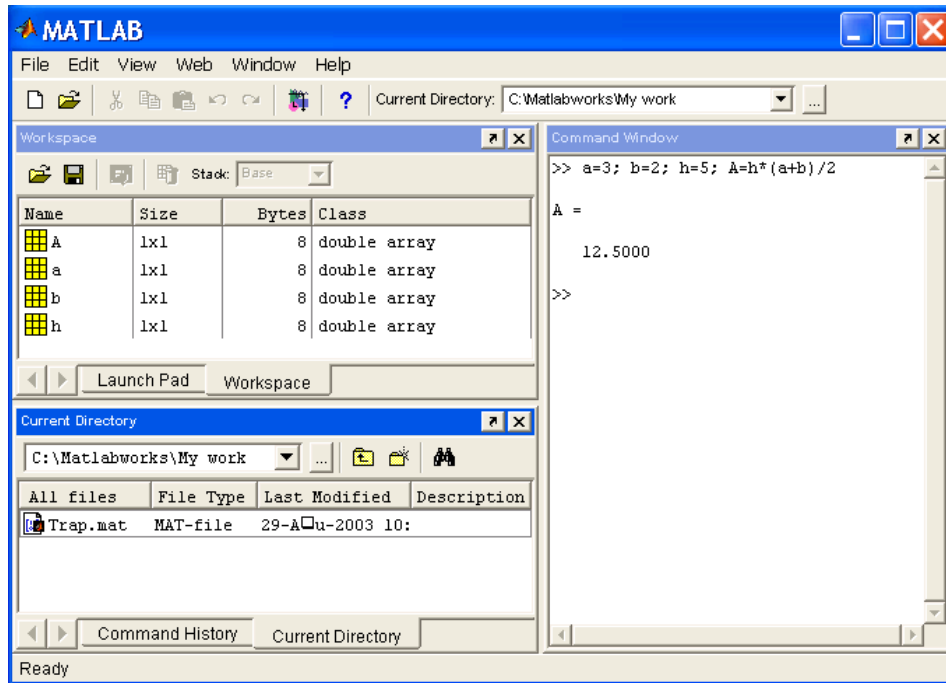 MATLAB
File Edit View Web Window Help
? Current Directory: C:\Matlabworks\My work ...
Workspace
Stack: Base
Name Size Bytes Class
A 1x1 8 double array
a 1x1 8 double array
b 1x1 8 double array
h 1x1 8 double array
Launch Pad Workspace
Current Directory
C:\Matlabworks\My work ...
All files File Type Last Modified Description
Trap.mat MAT-file 29-A□u-2003 10:
Command History Current Directory
Command Window
>> a=3; b=2; h=5; A=h*(a+b)/2
A =
12.5000
>>
Ready